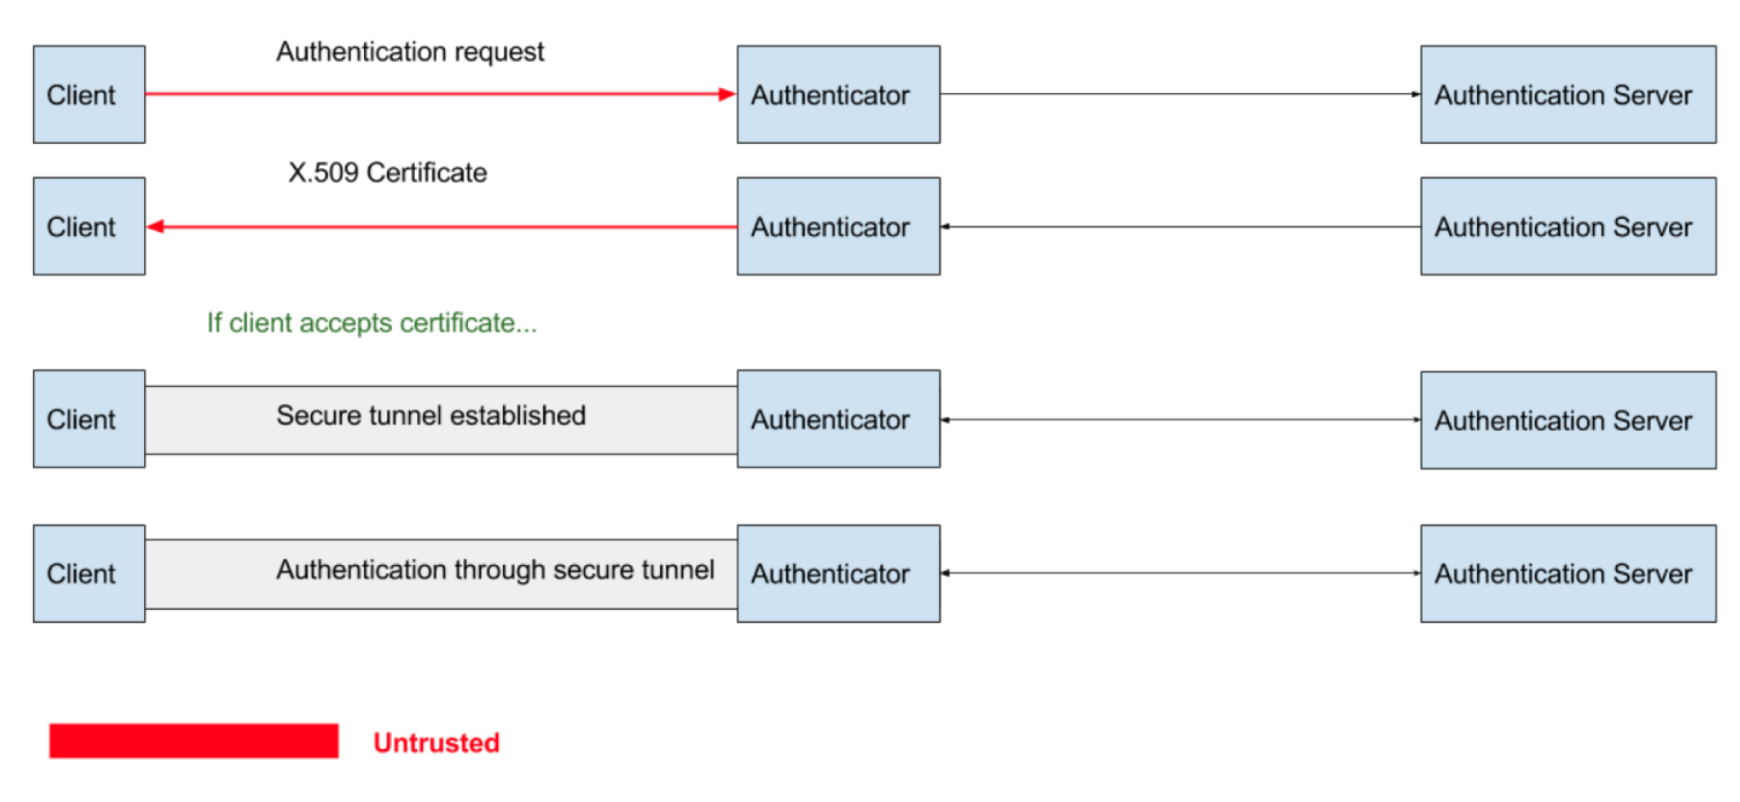 Authentication request
Client
Authenticator
Authentication Server
X.509 Certificate
Client
Authenticator
Authentication Server
If client accepts certificate...
Client
Secure tunnel established
Authenticator
Authentication Server
Client
Authentication through secure tunnel
Authenticator
Authentication Server
Untrusted